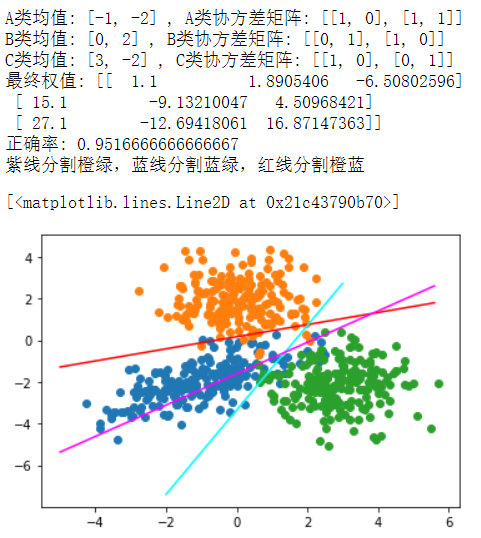 A类均值: [-1, -2] , A类协方差矩阵: [[1, 0], [1, 1]]
B类均值: [0, 2] , B类协方差矩阵: [[0, 1], [1, 0]]
C类均值: [3, -2] , C类协方差矩阵: [[1, 0], [0, 1]]
最终权值: [[ 1.1 1.8905406 -6.50802596]
[ 15.1 -9.13210047 4.50968421]
[ 27.1 -12.69418061 16.87147363]]
正确率: 0.9516666666666667
紫线分割橙绿，蓝线分割蓝绿，红线分割橙蓝
[<matplotlib.lines.Line2D at 0x21c43790b70>]
4
2
0
−2
−4
−6
−4 −2 0 2 4 6